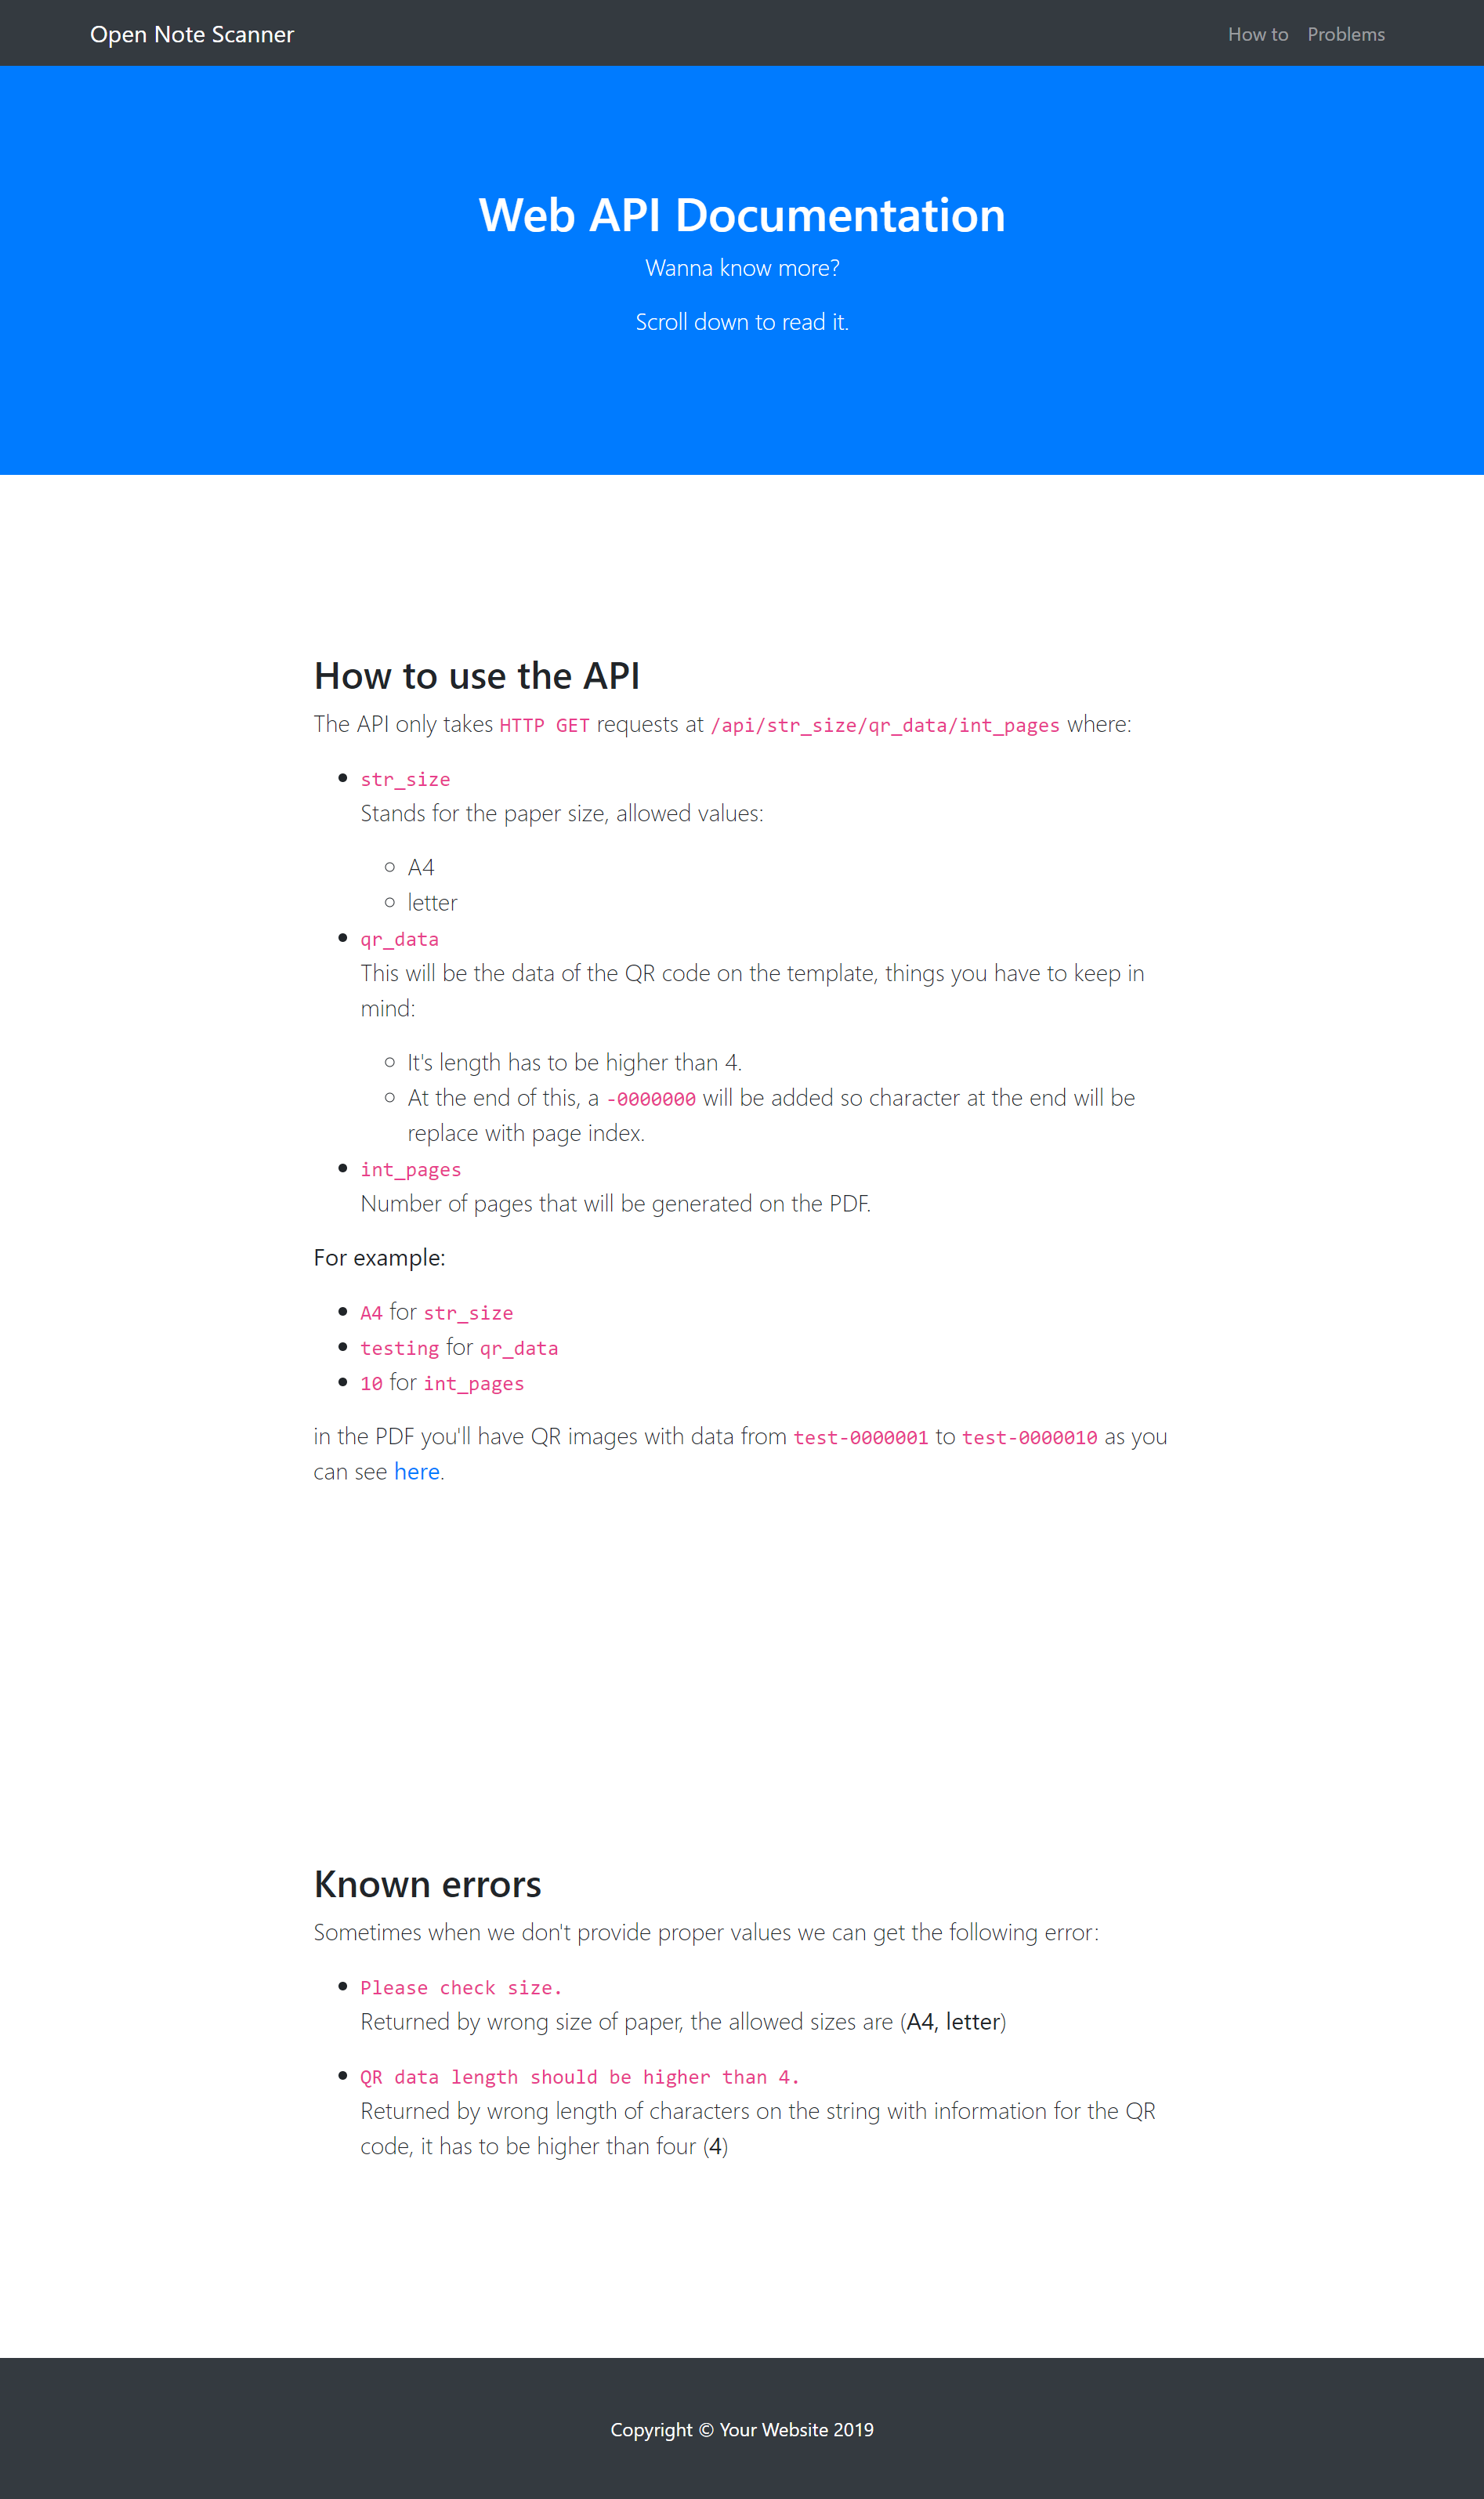 Open Note Scanner
How to
Problems
Web API Documentation
Wanna know more?
Scroll down to read it.
How to use the API
The API only takes HTTP GET requests at /api/str_size/qr_data/int_pages where:
str_size
Stands for the paper size, allowed values:
A4
letter
qr_data
This will be the data of the QR code on the template, things you have to keep in
mind:
It's length has to be higher than 4.
At the end of this, a -0000000 will be added so character at the end will be
replace with page index.
int_pages
Number of pages that will be generated on the PDF.
For example:
A4 for str_size
testing for qr_data
10 for int_pages
in the PDF you'll have QR images with data from test-0000001 to test-0000010 as you
can see here.
Known errors
Sometimes when we don't provide proper values we can get the following error:
Please check size.
Returned by wrong size of paper, the allowed sizes are (A4, letter)
QR data length should be higher than 4.
Returned by wrong length of characters on the string with information for the QR
code, it has to be higher than four (4)
Copyright © Your Website 2019